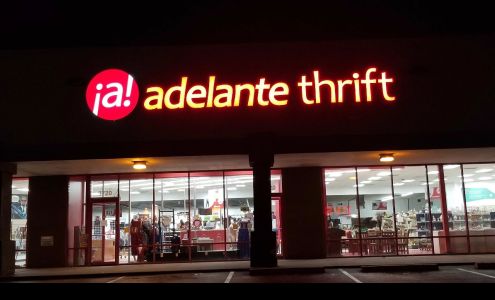 ¡a! adelante thrift